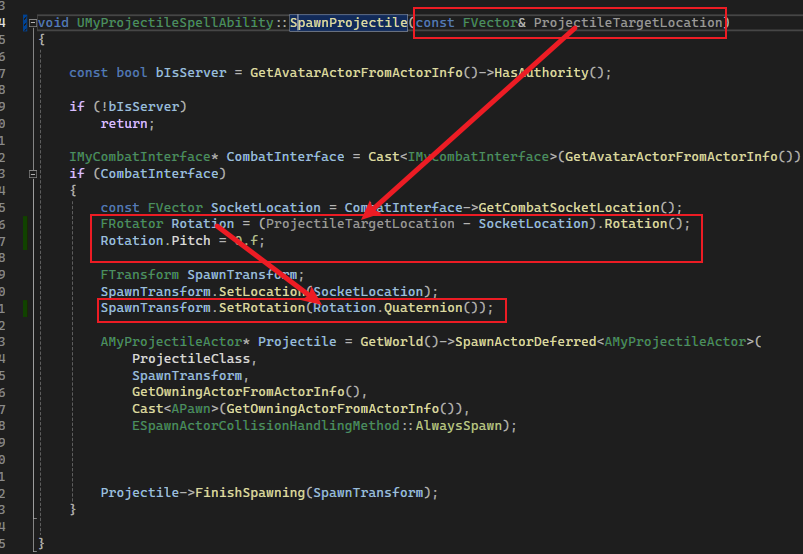 3
4 void UMyProjectileSpellAbility::SpawnProjectile(const FVector& ProjectileTargetLocation)
5 {
6
7 const bool bIsServer = GetAvatarActorFromActorInfo()->HasAuthority();
8
9 if (!bIsServer)
0 return;
1
2 IMyCombatInterface* CombatInterface = Cast<IMyCombatInterface>(GetAvatarActorFromActorInfo())
3 if (CombatInterface)
4 {
5 const FVector SocketLocation = CombatInterface->GetCombatSocketLocation();
6 FRotator Rotation = (ProjectileTargetLocation - SocketLocation).Rotation();
7 Rotation.Pitch = 0.f;
8
9 FTransform SpawnTransform;
0 SpawnTransform.SetLocation(SocketLocation);
1 SpawnTransform.SetRotation(Rotation.Quaternion());
2
3 AMyProjectileActor* Projectile = GetWorld()->SpawnActorDeferred<AMyProjectileActor>(
4 ProjectileClass,
5 SpawnTransform,
6 GetOwningActorFromActorInfo(),
7 Cast<APawn>(GetOwningActorFromActorInfo()),
8 ESpawnActorCollisionHandlingMethod::AlwaysSpawn);
9
0
1
2 Projectile->FinishSpawning(SpawnTransform);
3 }
4
5 }